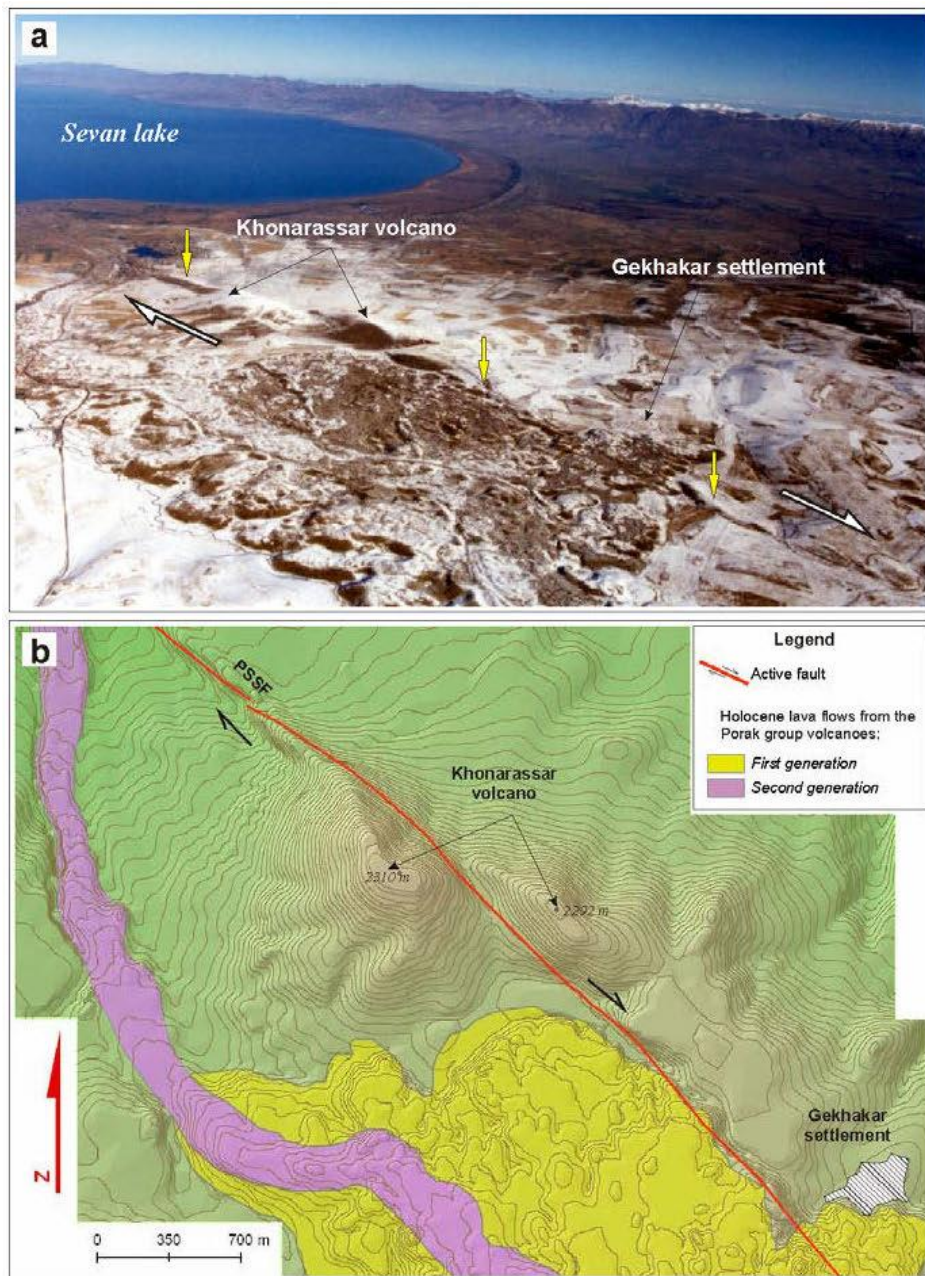 a
Sevan lake
Khonarassar volcano
Gekhakar settlement
b
PSSF
Khonarassar
volcano
2310 m
2292 m
Gekhakar
settlement
Z
0 350 700 m
Legend
Active fault
Holocene lava flows from the
Porak group volcanoes;
First generation
Second generation